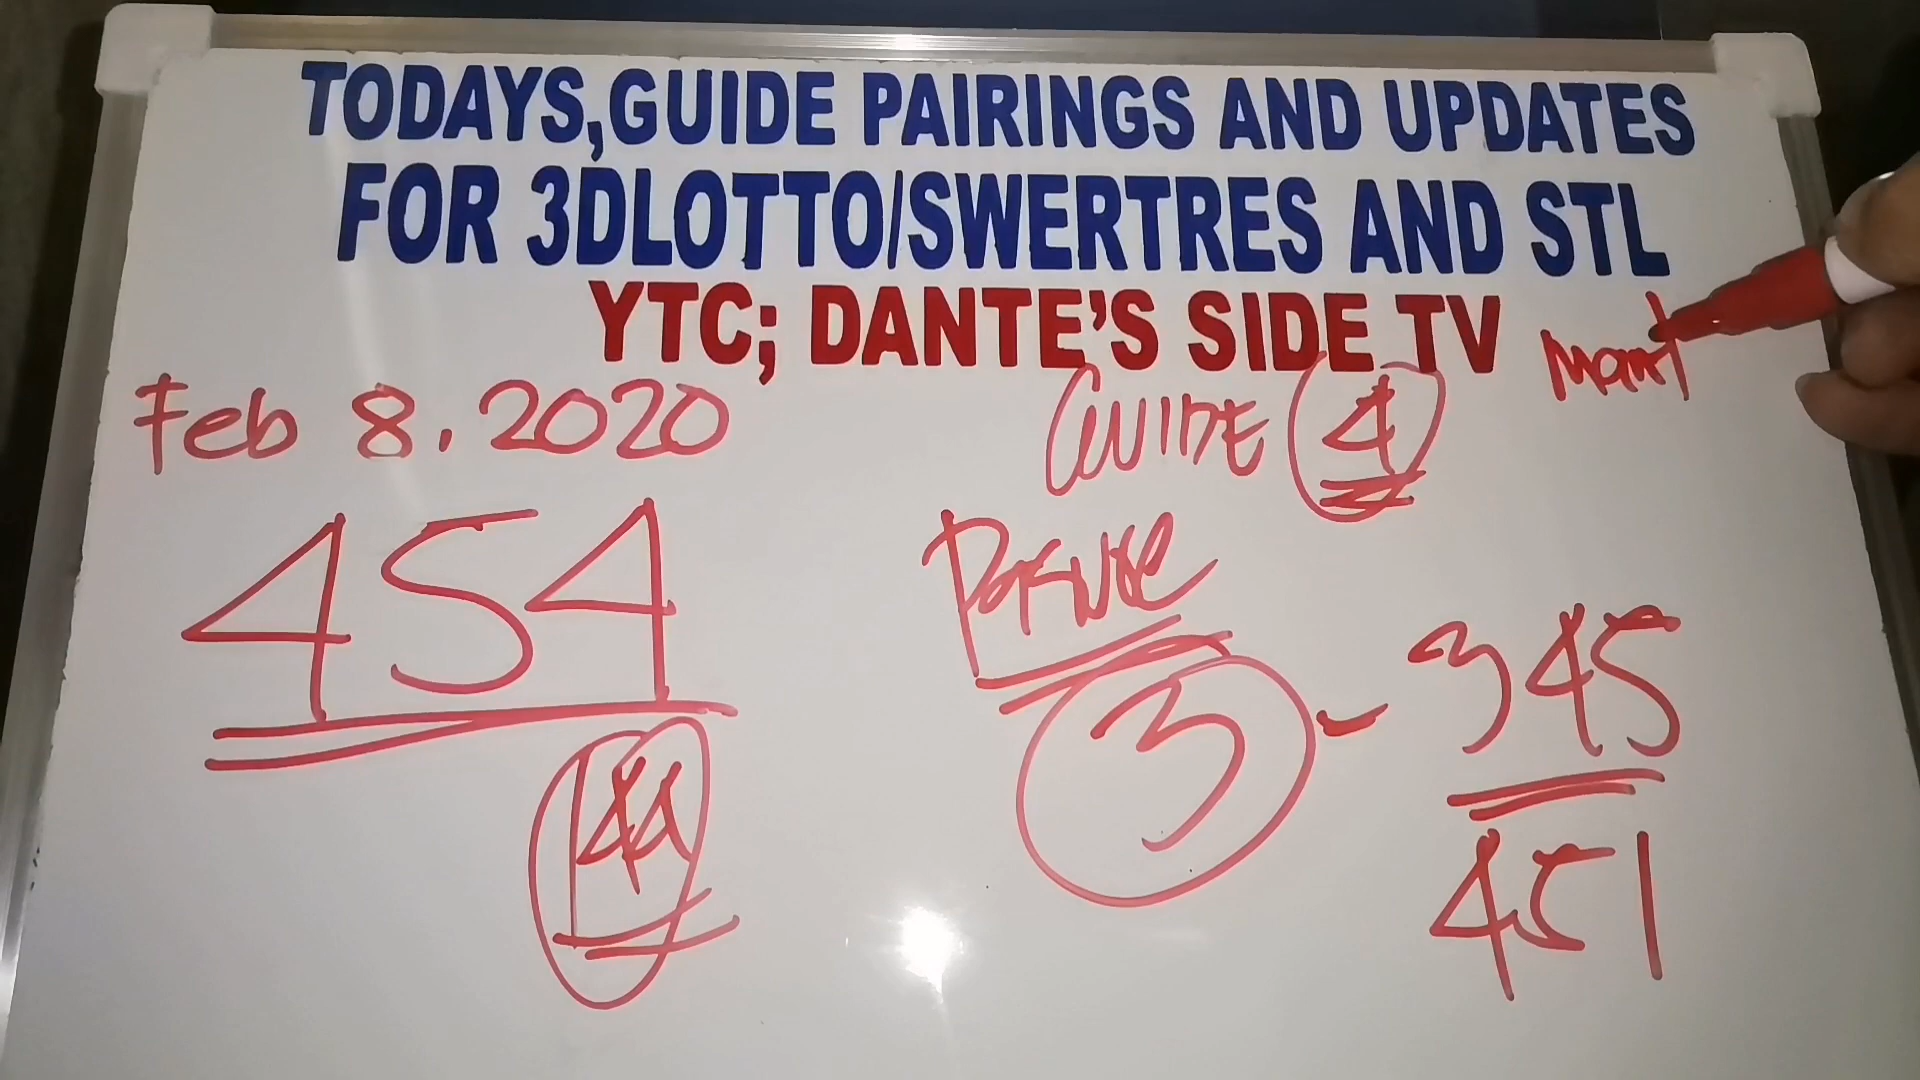 TODAYS,GUIDE PAIRINGS AND UPDATES
FOR 3DLOTTO/SWERTRES AND STL
YTC; DANTE'S SIDE TV
Feb 8. 2020
GUIDE 4
454
3 - 345
144
451